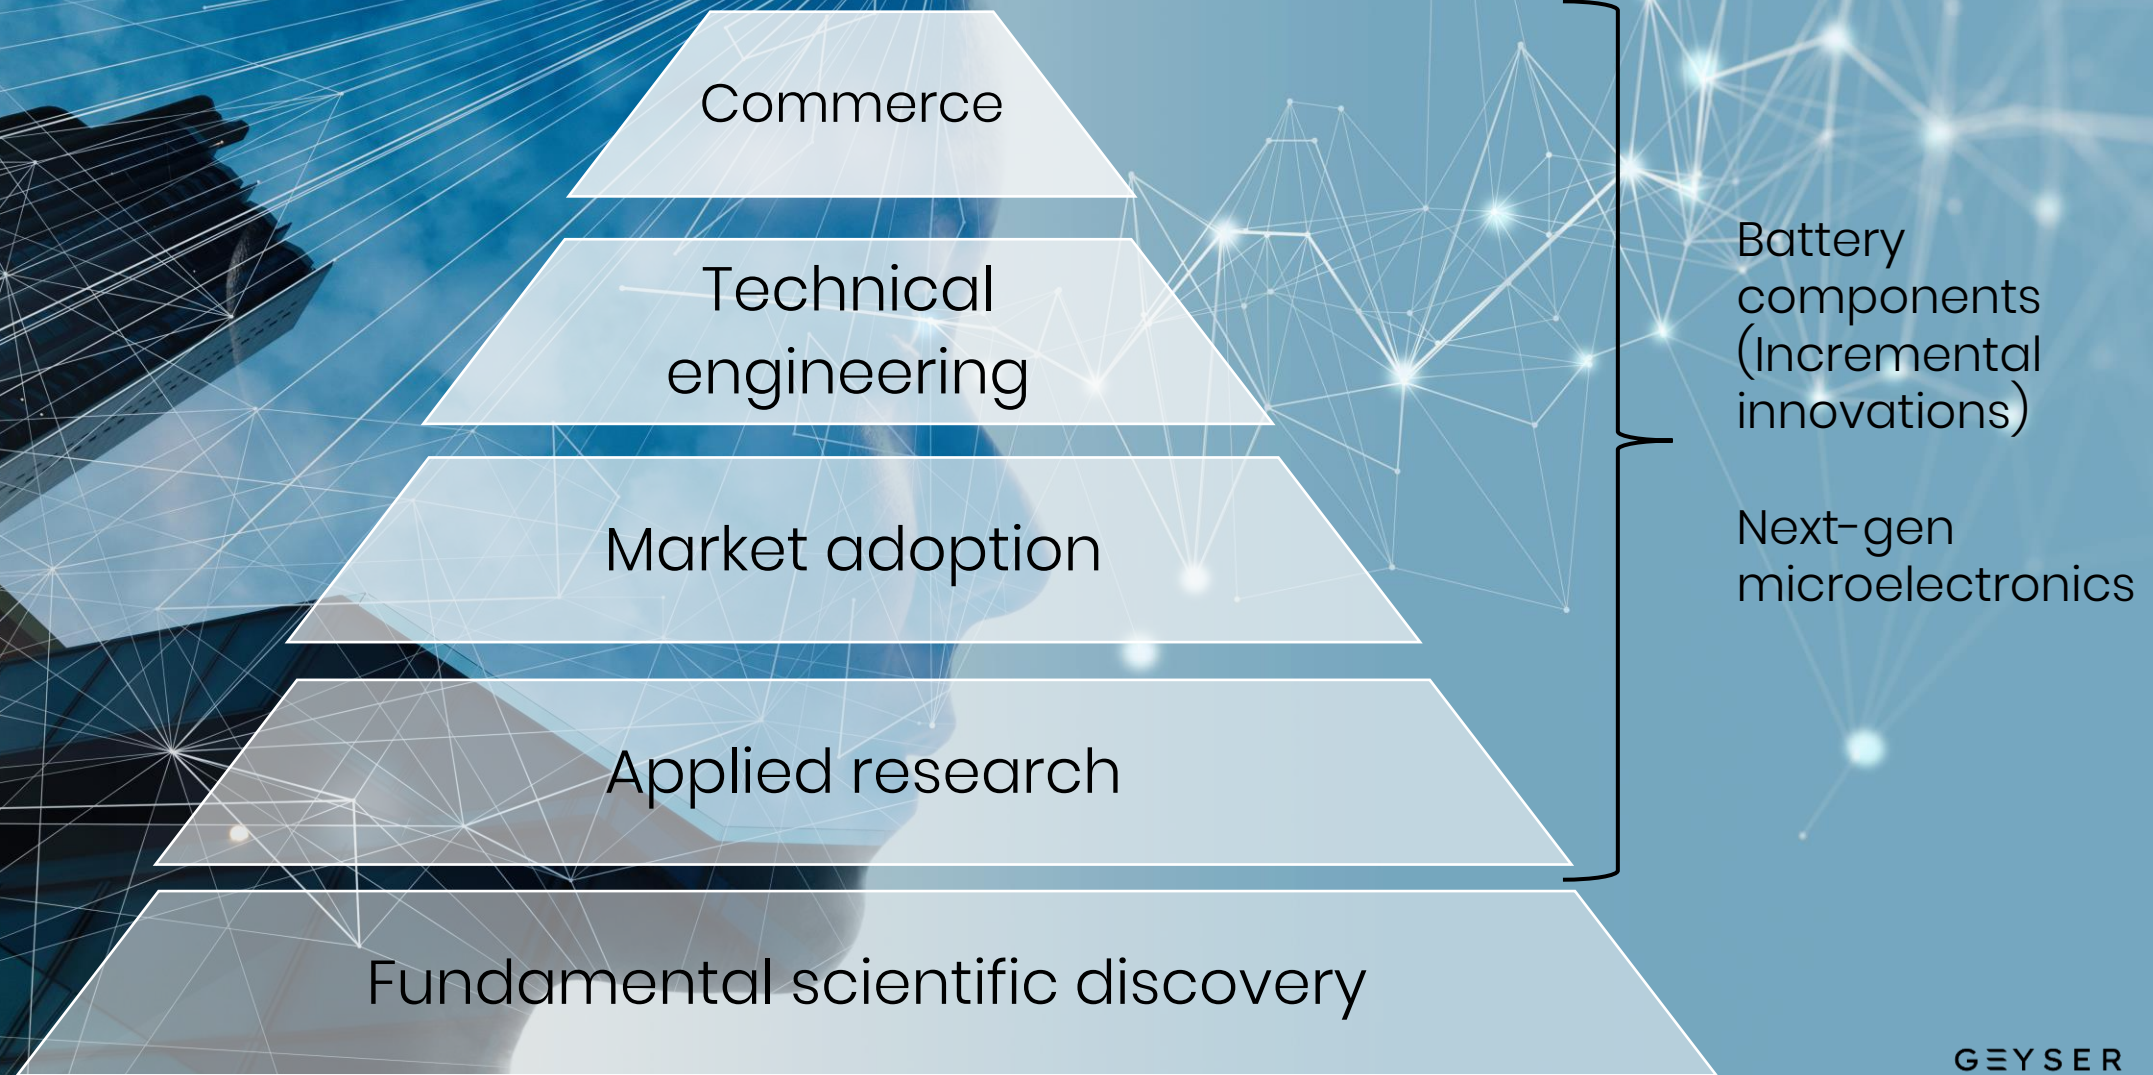 Commerce
Technical
engineering
Market adoption
Applied research
Fundamental scientific discovery
Battery
components
(Incremental
innovations)
Next-gen
microelectronics
GEYSER